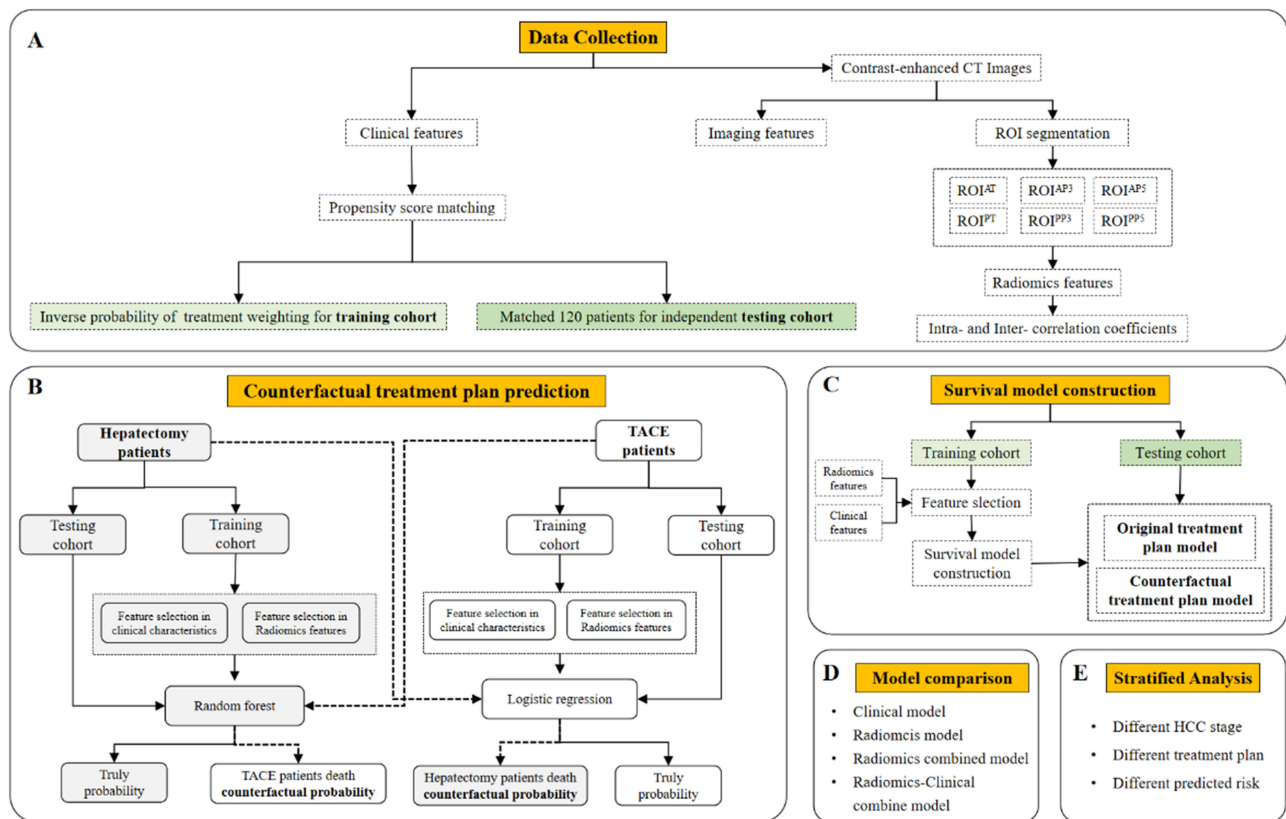 A
Data Collection
Contrast-enhanced CT Images
Clinical features
Imaging features
ROI segmentation
ROIAT
ROIAP3
ROIAP5
ROIPT
ROIPP3
ROIPP5
Propensity score matching
Radiomics features
Inverse probability of treatment weighting for training cohort
Matched 120 patients for independent testing cohort
Intra- and Inter- correlation coefficients
B
Counterfactual treatment plan prediction
Hepatectomy
patients
TACE
patients
Testing
cohort
Training
cohort
Training
cohort
Testing
cohort
Feature selection in
clinical characteristics
Feature selection in
Radiomics features
Feature selection in
clinical characteristics
Feature selection in
Radiomics features
Random forest
Logistic regression
Truly
probability
TACE patients death
counterfactual probability
Hepatectomy patients death
counterfactual probability
Truly
probability
C
Survival model construction
Training cohort
Testing cohort
Radiomics
features
Clinical
features
Feature selection
Survival model
construction
Original treatment
plan model
Counterfactual
treatment plan model
D
Model comparison
• Clinical model
• Radiomcis model
• Radiomics combined model
• Radiomics-Clinical
combine model
E
Stratified Analysis
• Different HCC stage
• Different treatment plan
• Different predicted risk